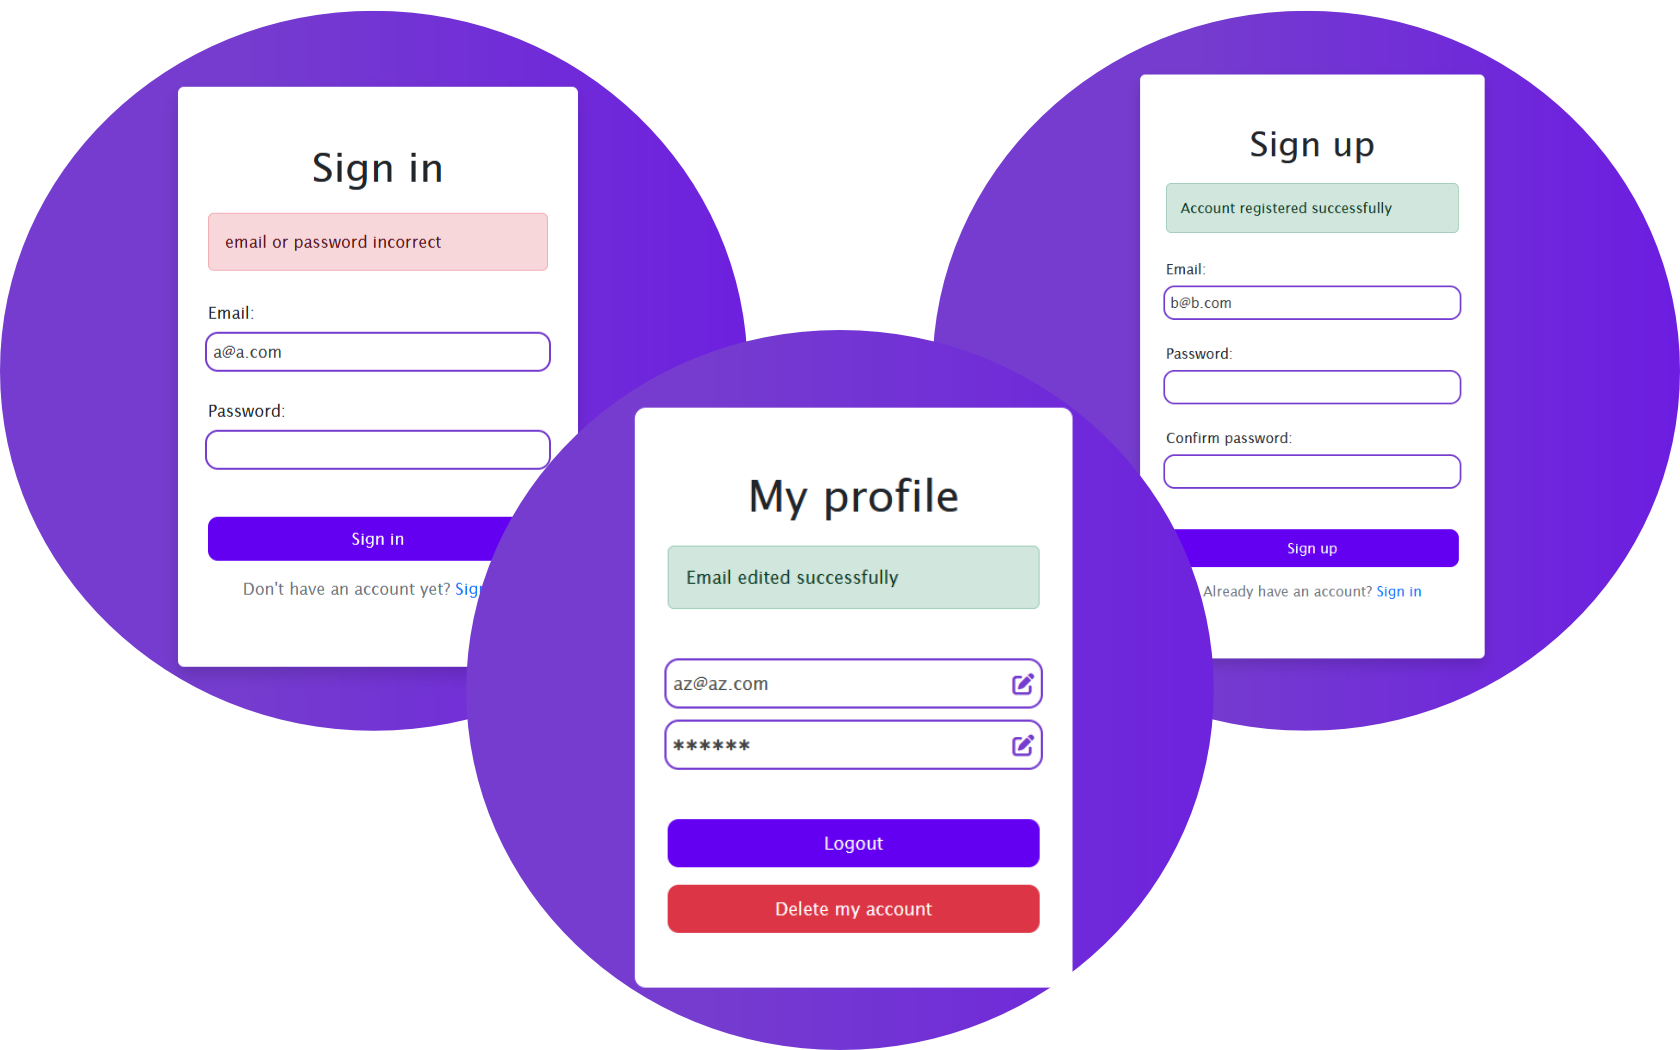 Sign in
email or password incorrect
Email:
a@a.com
Password:
Sign in
Don't have an account yet?
Sign up
Account registered successfully
Email:
b@b.com
Password:
Confirm password:
Sign up
Already have an account? Sign in
My profile
Email edited successfully
az@az.com
******
Logout
Delete my account